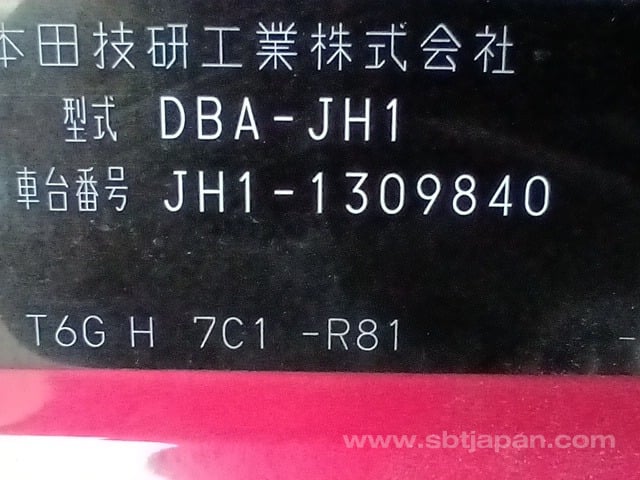 本田技研工業株式会社
型式 DBA-JH1
車台番号 JH1-1309840
T6G H 7C1 -R81 -
www.sbtjapan.com